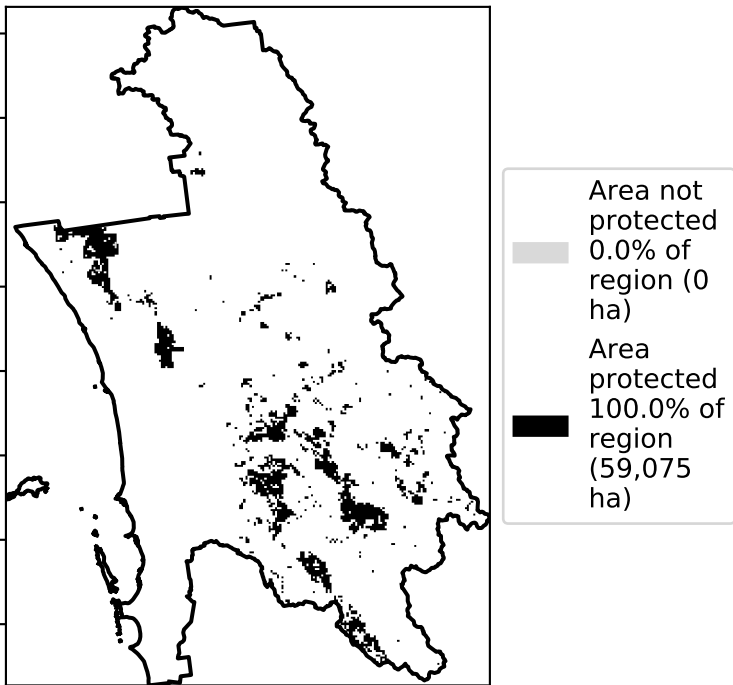 Area not
protected
0.0% of
region (0
ha)
Area
protected
100.0% of
region
(59,075
ha)